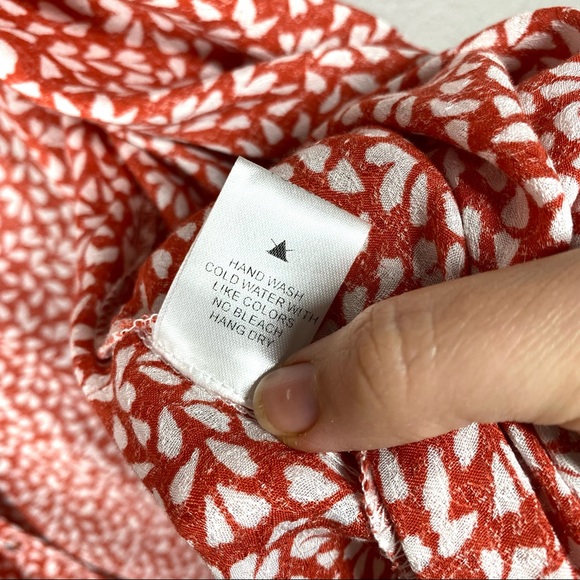 HAND WASH
COLD WATER WITH
LIKE COLORS
NO BLEACH
HANG DRY